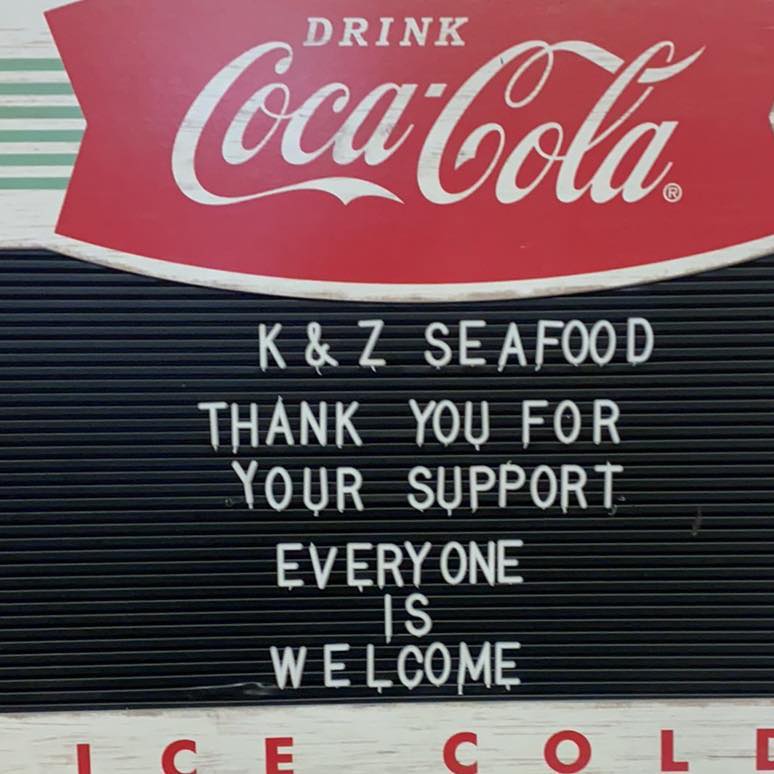 DRINK
Coca-Cola®
K & Z SEAFOOD
THANK YOU FOR
YOUR SUPPORT
EVERYONE
IS
WELCOME
ICE COLD